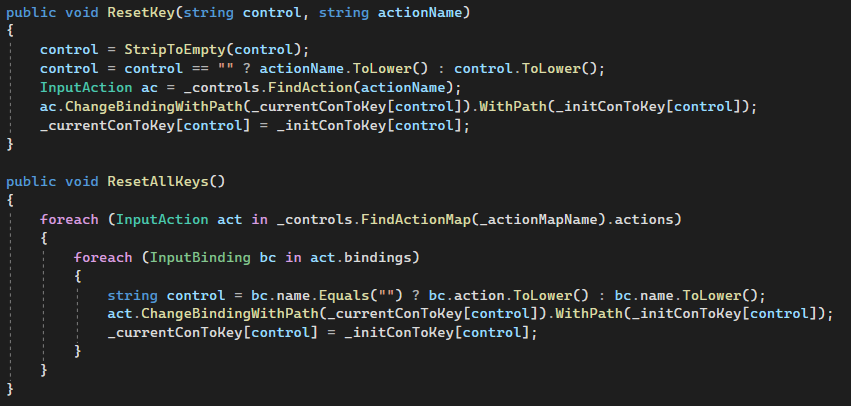 public void ResetKey(string control, string actionName)
{
    control = StripToEmpty(control);
    control = control == "" ? actionName.ToLower() : control.ToLower();
    InputAction ac = _controls.FindAction(actionName);
    ac.ChangeBindingWithPath(_currentConToKey[control]).WithPath(_initConToKey[control]);
    _currentConToKey[control] = _initConToKey[control];
}

public void ResetAllKeys()
{
    foreach (InputAction act in _controls.FindActionMap(_actionMapName).actions)
    {
        foreach (InputBinding bc in act.bindings)
        {
            string control = bc.name.Equals("") ? bc.action.ToLower() : bc.name.ToLower();
            act.ChangeBindingWithPath(_currentConToKey[control]).WithPath(_initConToKey[control]);
            _currentConToKey[control] = _initConToKey[control];
        }
    }
}